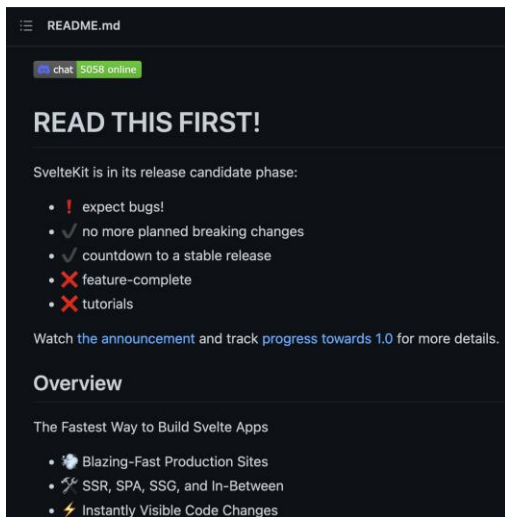 README.md
chat 5058 online
READ THIS FIRST!
SvelteKit is in its release candidate phase:
• ❗ expect bugs!
• ✔️ no more planned breaking changes
• ✔️ countdown to a stable release
• ❌ feature-complete
• ❌ tutorials
Watch the announcement and track progress towards 1.0 for more details.
Overview
The Fastest Way to Build Svelte Apps
• 💨 Blazing-Fast Production Sites
• 🛠️ SSR, SPA, SSG, and In-Between
• ⚡ Instantly Visible Code Changes